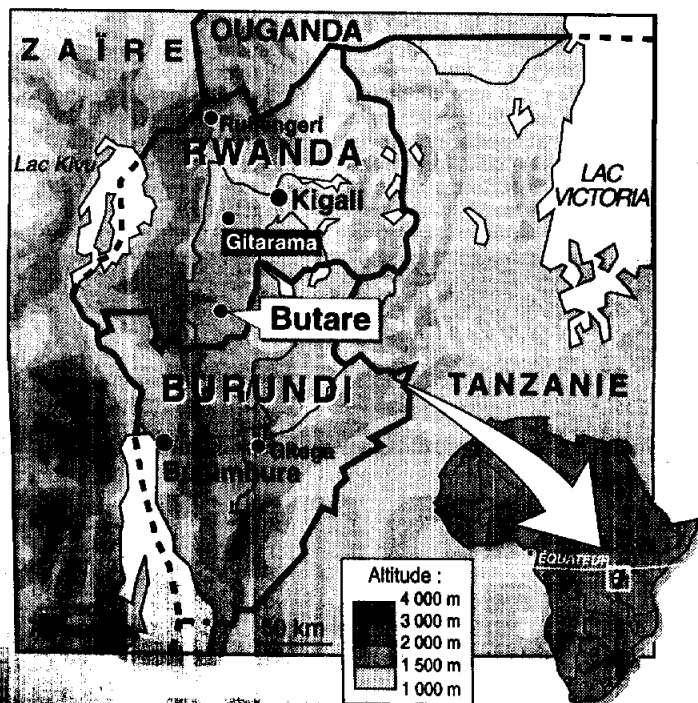 OUGANDA
ZAÏRE
Ruhengeri
RWANDA
Lac Kivu
Kigali
Gitarama
LAC
VICTORIA
Butare
BURUNDI
TANZANIE
Gitega
Bujumbura
ÉQUATEUR
Altitude :
4 000 m
3 000 m
2 000 m
1 500 m
1 000 m
km